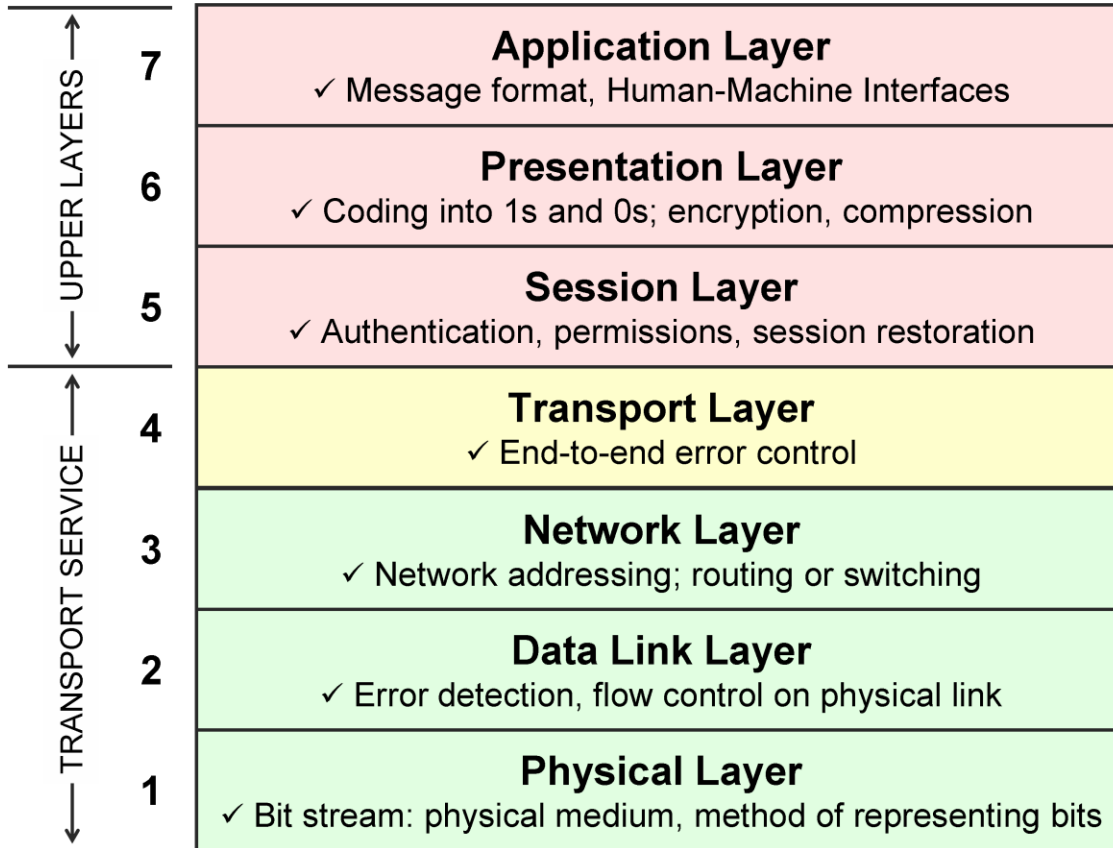 UPPER LAYERS
7
Application Layer
✓ Message format, Human-Machine Interfaces
6
Presentation Layer
✓ Coding into 1s and 0s; encryption, compression
5
Session Layer
✓ Authentication, permissions, session restoration
TRANSPORT SERVICE
4
Transport Layer
✓ End-to-end error control
3
Network Layer
✓ Network addressing; routing or switching
2
Data Link Layer
✓ Error detection, flow control on physical link
1
Physical Layer
✓ Bit stream: physical medium, method of representing bits